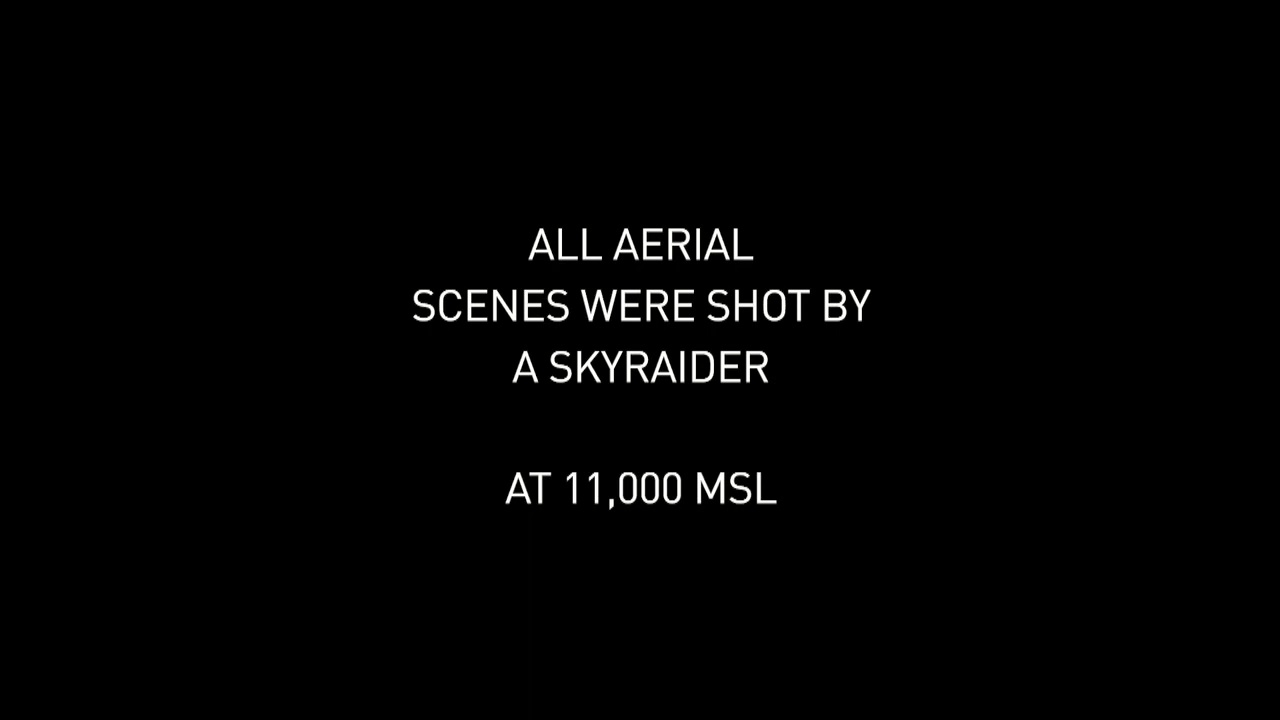 ALL AERIAL
SCENES WERE SHOT BY
A SKYRAIDER
AT 11,000 MSL